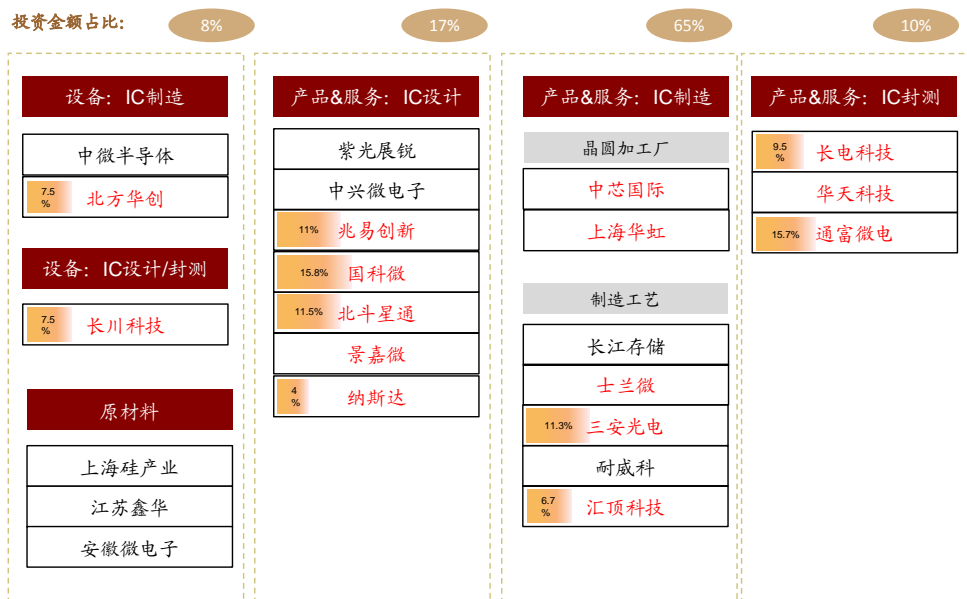 投资金额占比:
8%
17%
65%
10%
设备: IC制造
中微半导体
7.5
%
北方华创
设备: IC设计/封测
7.5
%
长川科技
原材料
上海硅产业
江苏鑫华
安徽微电子
产品&服务: IC设计
紫光展锐
中兴微电子
11%
兆易创新
15.8%
国科微
11.5%
北斗星通
景嘉微
4
%
纳斯达
产品&服务: IC制造
晶圆加工厂
中芯国际
上海华虹
制造工艺
长江存储
士兰微
11.3%
三安光电
耐威科
6.7
%
汇顶科技
产品&服务: IC封测
9.5
%
长电科技
华天科技
15.7%
通富微电